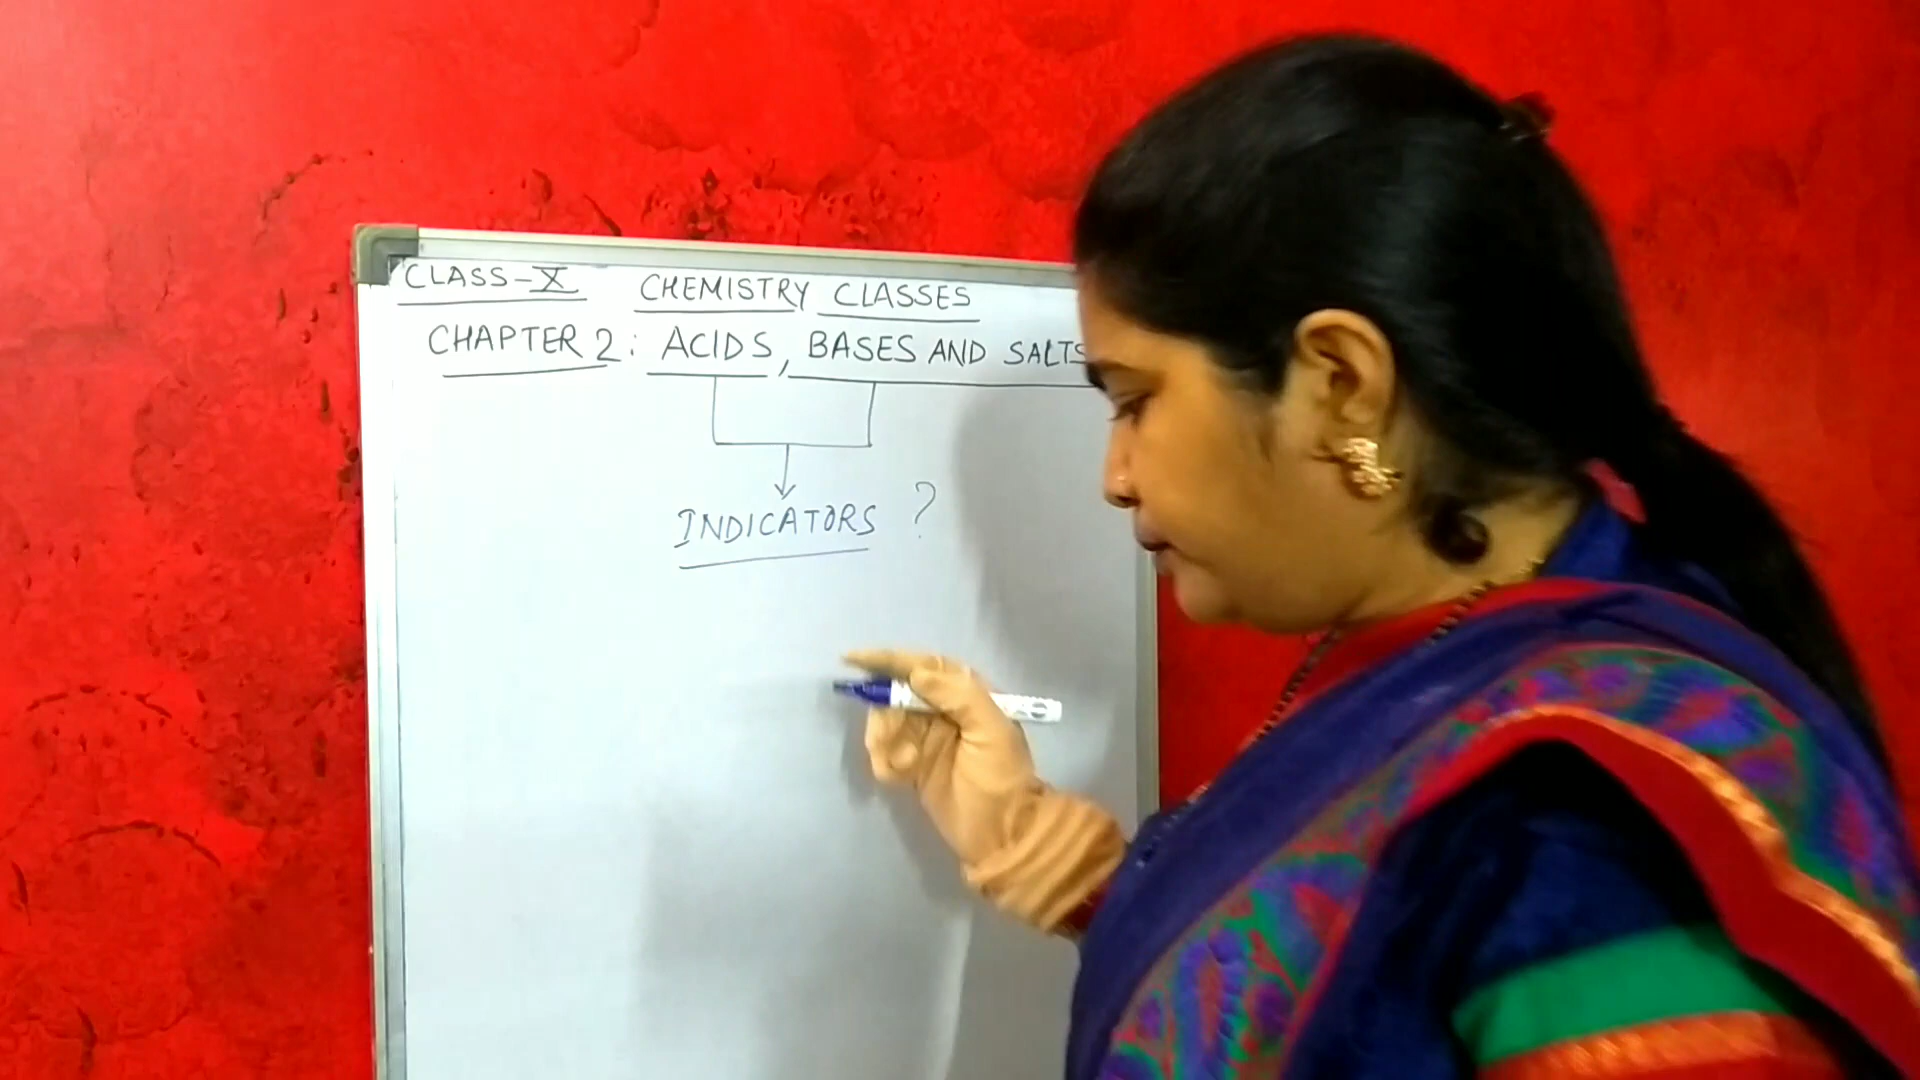 CLASS-X CHEMISTRY CLASSES
CHAPTER 2: ACIDS, BASES AND SALTS
INDICATORS ?